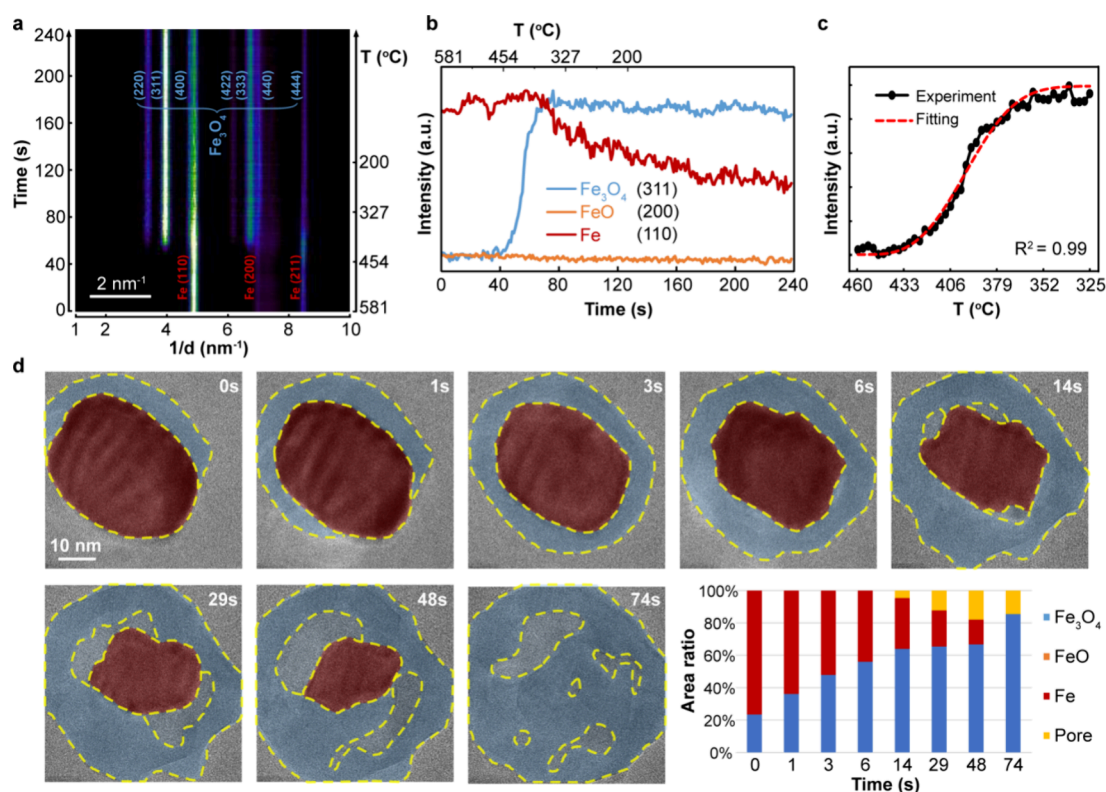 a
240
200
160
120
80
40
0
Time (s)
T (°C)
200
327
454
581
(220)
(311)
(400)
(422)
(333)
(440)
(444)
Fe₃O₄
Fe (110)
Fe (200)
Fe (211)
2 nm⁻¹
1 2 4 6 8 10
1/d (nm⁻¹)
b
T (°C)
581 454 327 200
Intensity (a.u.)
Fe₃O₄ (311)
FeO (200)
Fe (110)
0 40 80 120 160 200 240
Time (s)
c
Intensity (a.u.)
Experiment
Fitting
R² = 0.99
460 433 406 379 352 325
T (°C)
d
0s
1s
3s
6s
14s
10 nm
29s
48s
74s
Area ratio
100%
80%
60%
40%
20%
0%
0 1 3 6 14 29 48 74
Time (s)
Fe₃O₄
FeO
Fe
Pore